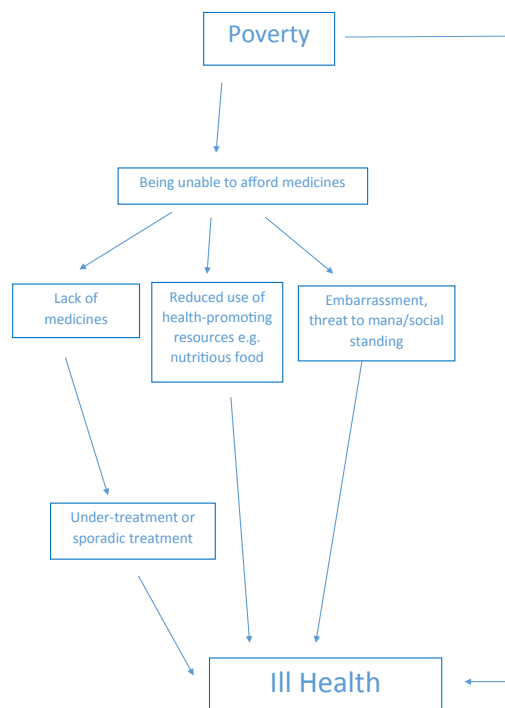 Poverty
Being unable to afford medicines
Lack of
medicines
Reduced use of
health-promoting
resources e.g.
nutritious food
Embarrassment,
threat to mana/social
standing
Under-treatment or
sporadic treatment
Ill Health